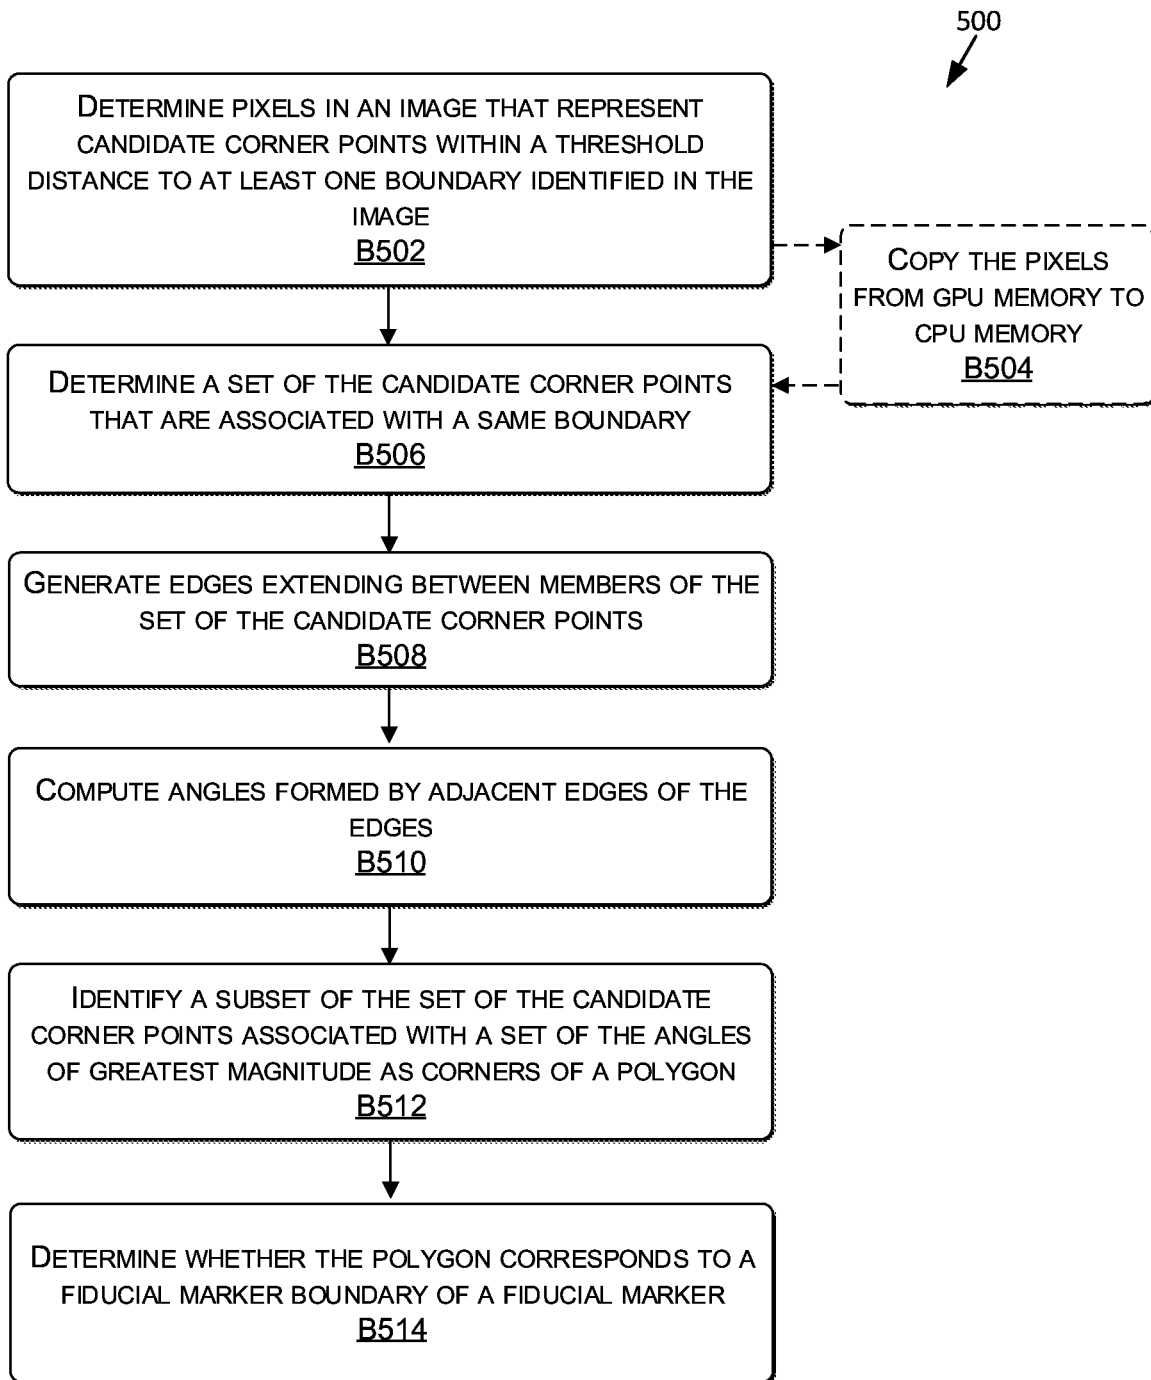 500
DETERMINE PIXELS IN AN IMAGE THAT REPRESENT
CANDIDATE CORNER POINTS WITHIN A THRESHOLD
DISTANCE TO AT LEAST ONE BOUNDARY IDENTIFIED IN THE
IMAGE
B502
COPY THE PIXELS
FROM GPU MEMORY TO
CPU MEMORY
B504
DETERMINE A SET OF THE CANDIDATE CORNER POINTS
THAT ARE ASSOCIATED WITH A SAME BOUNDARY
B506
GENERATE EDGES EXTENDING BETWEEN MEMBERS OF THE
SET OF THE CANDIDATE CORNER POINTS
B508
COMPUTE ANGLES FORMED BY ADJACENT EDGES OF THE
EDGES
B510
IDENTIFY A SUBSET OF THE SET OF THE CANDIDATE
CORNER POINTS ASSOCIATED WITH A SET OF THE ANGLES
OF GREATEST MAGNITUDE AS CORNERS OF A POLYGON
B512
DETERMINE WHETHER THE POLYGON CORRESPONDS TO A
FIDUCIAL MARKER BOUNDARY OF A FIDUCIAL MARKER
B514